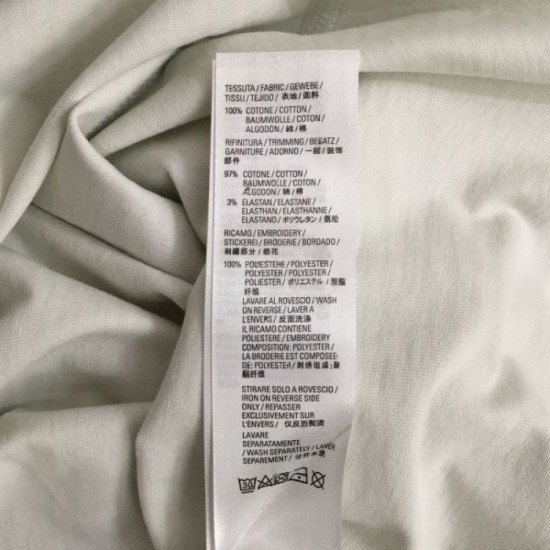 TESSUTA / FABRIC / GEWEBE /
TISSU / TEJIDO / 表地 / 面料
100% COTONE / COTTON /
BAUMWOLLE / COTON /
ALGODON / 綿 / 棉
RIFINITURA / TRIMMING / BESATZ /
GARNITURE / ADORNO / 一部 / 装饰
部件
97% COTONE / COTTON /
BAUMWOLLE / COTON /
ALGODON / 綿 / 棉
3% ELASTAN / ELASTANE /
ELASTHAN / ELASTHANNE /
ELASTANO / ポリウレタン / 氨纶
RICAMO / EMBROIDERY /
STICKEREI / BRODERIE / BORDADO /
刺繍部分 / 绣花
100% POLIESTEHE / POLYESTER /
POLYESTER / POLYESTER /
POLIESTER / ポリエステル / 聚酯
纤维
LAVARE AL ROVESCIO / WASH
ON REVERSE / LAVER A
L'ENVERS / 反面洗涤
IL RICAMO CONTIENE
POLIESTERE / EMBROIDERY
COMPOSITION: POLYESTER /
LA BRODERIE EST COMPOSEE-
DE: POLYESTER / 刺绣组成:聚
酯纤维
STIRARE SOLO A ROVESCIO /
IRON ON REVERSE SIDE
ONLY / REPASSER
EXCLUSIVEMENT SUR
L'ENVERS / 仅反面熨烫
LAVARE
SEPARATAMENTE
/ WASH SEPARATELY / LAVER
SEPAREMENT / 分开水洗
30